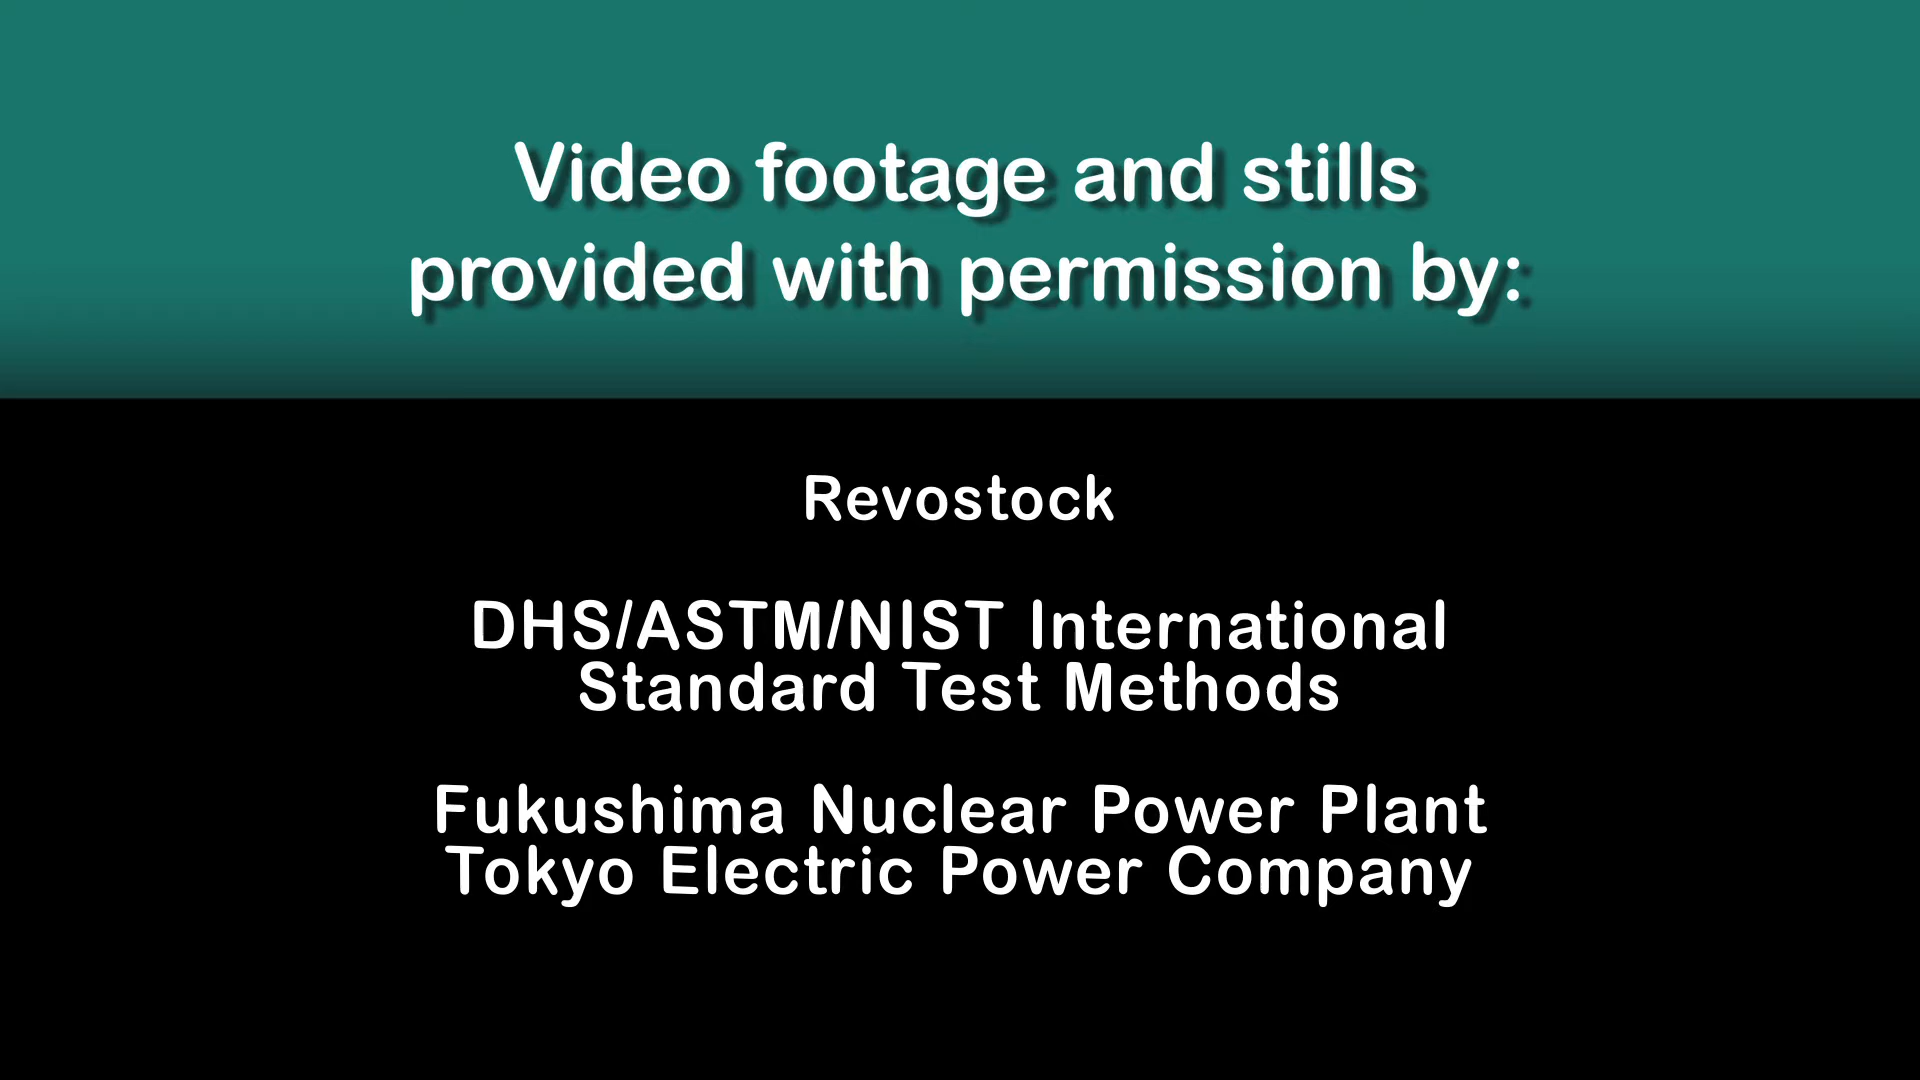 Video footage and stills
provided with permission by:
Revostock
DHS/ASTM/NIST International
Standard Test Methods
Fukushima Nuclear Power Plant
Tokyo Electric Power Company